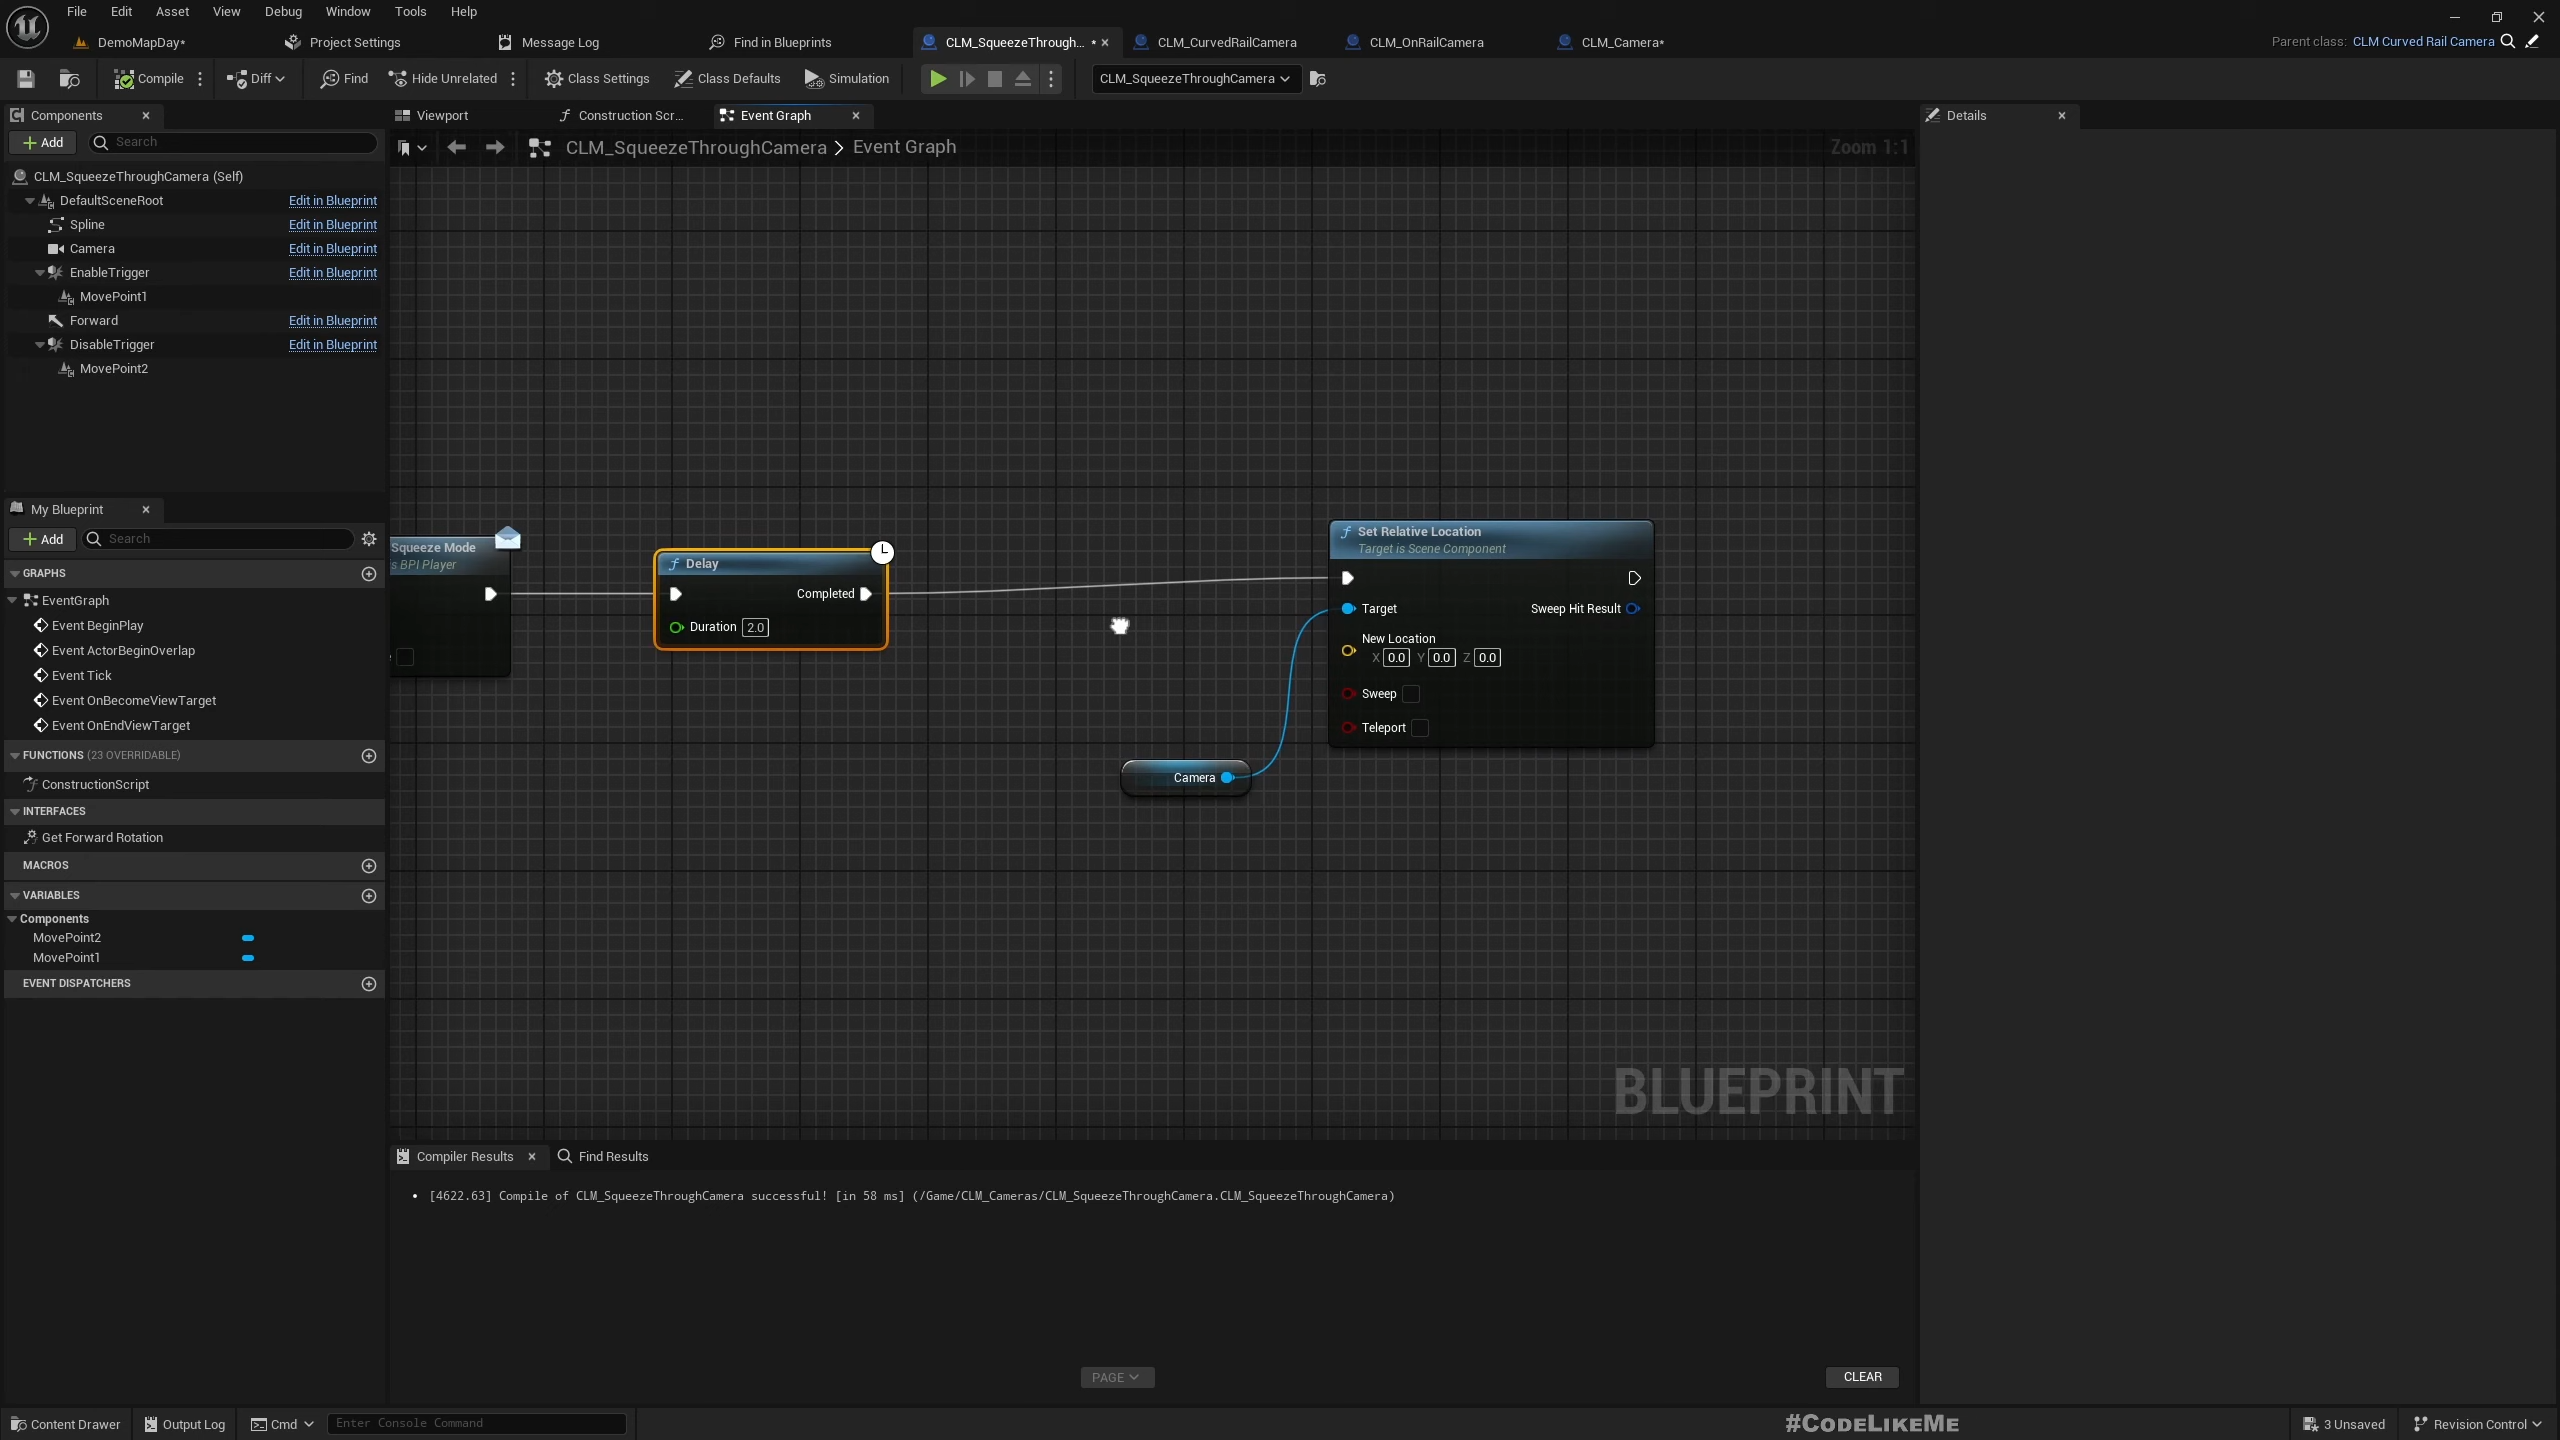 File Edit Asset View Debug Window Tools Help
DemoMapDay* Project Settings Message Log Find in Blueprints CLM_SqueezeThrough... * CLM_CurvedRailCamera CLM_OnRailCamera CLM_Camera* Parent class: CLM Curved Rail Camera
Compile Diff Find Hide Unrelated Class Settings Class Defaults Simulation CLM_SqueezeThroughCamera
Components Viewport Construction Scr... Event Graph Details
Add Search CLM_SqueezeThroughCamera Event Graph Zoom 1:1
CLM_SqueezeThroughCamera (Self)
DefaultSceneRoot Edit in Blueprint
Spline Edit in Blueprint
Camera Edit in Blueprint
EnableTrigger Edit in Blueprint
MovePoint1
Forward Edit in Blueprint
DisableTrigger Edit in Blueprint
MovePoint2
My Blueprint
Add Search
GRAPHS
EventGraph
Event BeginPlay
Event ActorBeginOverlap
Event Tick
Event OnBecomeViewTarget
Event OnEndViewTarget
FUNCTIONS (23 OVERRIDABLE)
ConstructionScript
INTERFACES
Get Forward Rotation
MACROS
VARIABLES
Components
MovePoint2
MovePoint1
EVENT DISPATCHERS
Squeeze Mode
s BPI Player
Delay
Completed
Duration 2.0
Set Relative Location
Target is Scene Component
Target Sweep Hit Result
New Location
X 0.0 Y 0.0 Z 0.0
Sweep
Teleport
Camera
BLUEPRINT
Compiler Results Find Results
• [4622.63] Compile of CLM_SqueezeThroughCamera successful! [in 58 ms] (/Game/CLM_Cameras/CLM_SqueezeThroughCamera.CLM_SqueezeThroughCamera)
PAGE CLEAR
Content Drawer Output Log Cmd Enter Console Command #CODELIKEME 3 Unsaved Revision Control